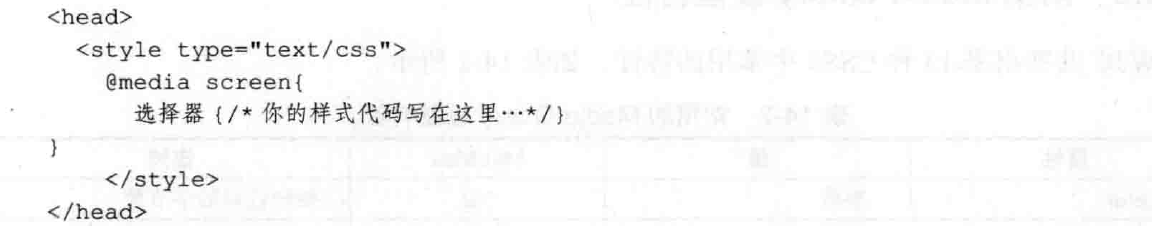 <head>
<style type="text/css">
@media screen{
选择器 {/* 你的样式代码写在这里…*/}
}
</style>
</head>